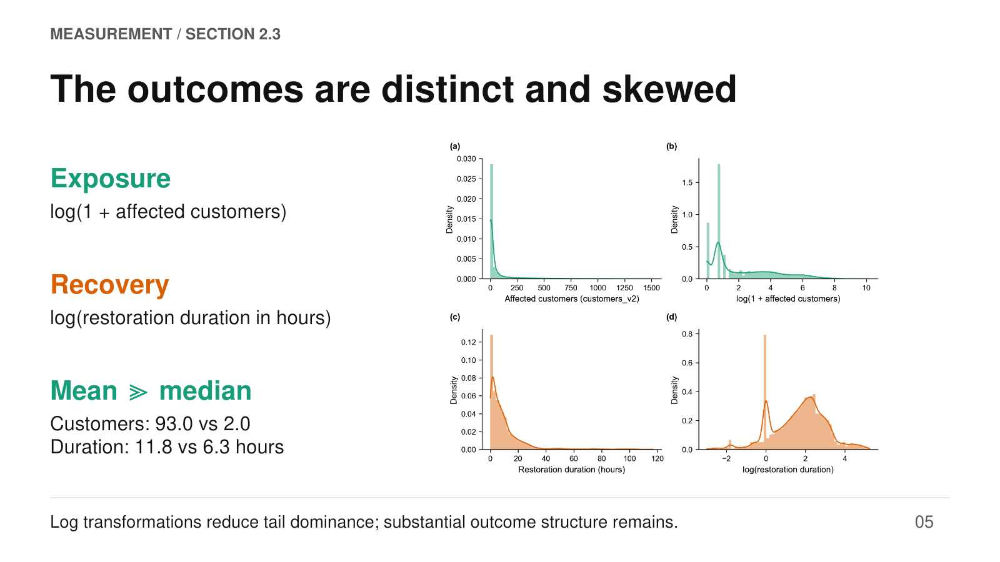 MEASUREMENT / SECTION 2.3
The outcomes are distinct and skewed
Exposure
log(1 + affected customers)
Recovery
log(restoration duration in hours)
Mean ⫺ median
Customers: 93.0 vs 2.0
Duration: 11.8 vs 6.3 hours
(a)
0.030
0.025
0.020
0.015
0.010
0.005
0.000
Density
0 250 500 750 1000 1250 1500
Affected customers (customers_v2)
(b)
1.5
1.0
0.5
0.0
Density
0 2 4 6 8 10
log(1 + affected customers)
(c)
0.12
0.10
0.08
0.06
0.04
0.02
0.00
Density
0 20 40 60 80 100 120
Restoration duration (hours)
(d)
0.8
0.6
0.4
0.2
0.0
Density
−2 0 2 4
log(restoration duration)
Log transformations reduce tail dominance; substantial outcome structure remains.
05